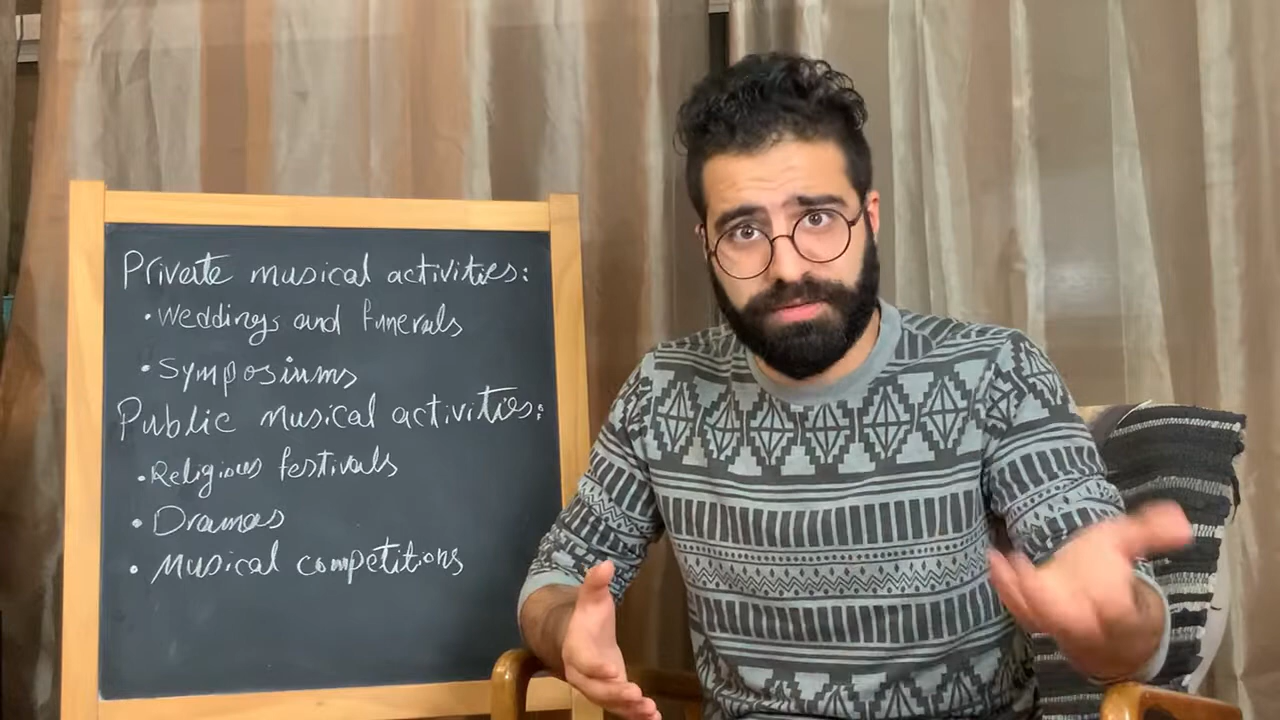 Private musical activities:
• Weddings and funerals
• Symposiums
Public musical activities:
• Religious festivals
• Dramas
• Musical competitions